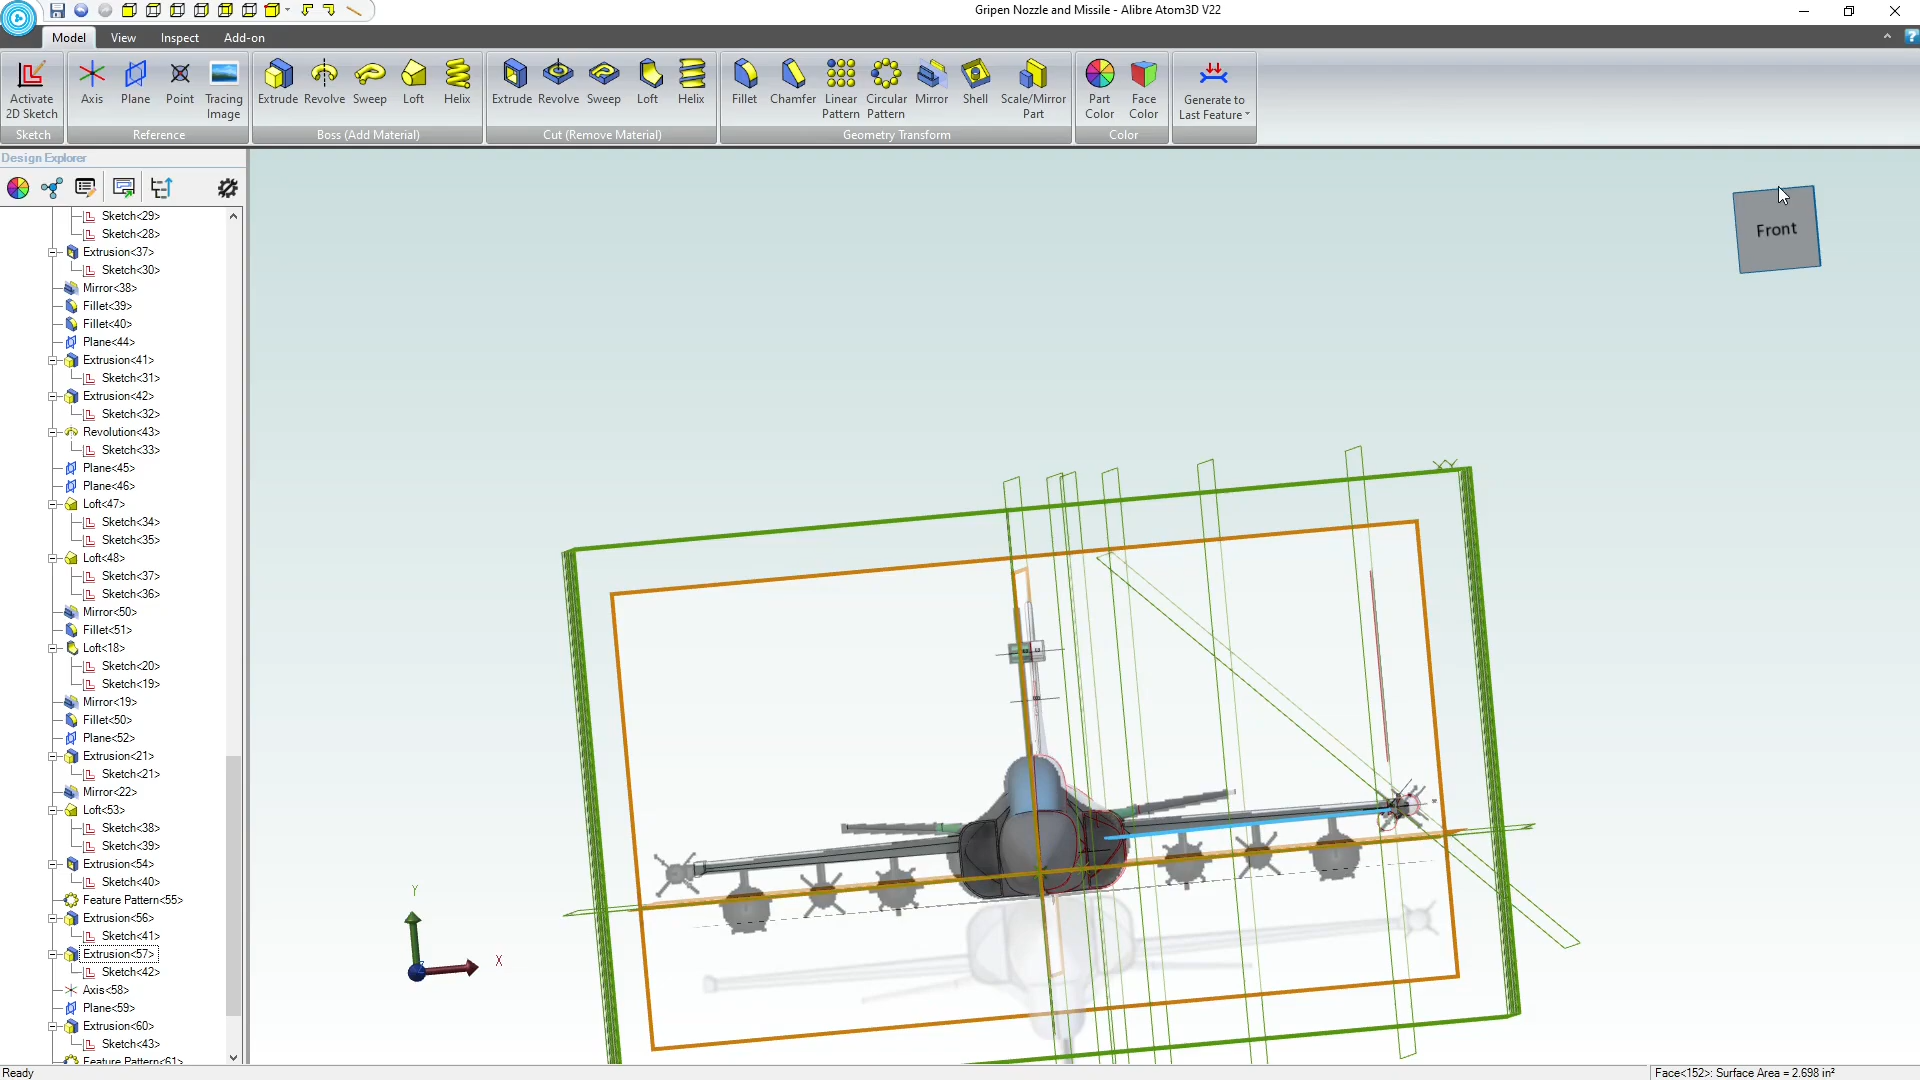 Gripen Nozzle and Missile - Alibre Atom3D V22
Model View Inspect Add-on
Activate 2D Sketch
Axis
Plane
Point
Tracing Image
Extrude
Revolve
Sweep
Loft
Helix
Extrude
Revolve
Sweep
Loft
Helix
Fillet
Chamfer
Linear Pattern
Circular Pattern
Mirror
Shell
Scale/Mirror Part
Part Color
Face Color
Generate to Last Feature
Sketch
Reference
Boss (Add Material)
Cut (Remove Material)
Geometry Transform
Color
Design Explorer
Sketch<29>
Sketch<28>
Extrusion<37>
Sketch<30>
Mirror<38>
Fillet<39>
Fillet<40>
Plane<44>
Extrusion<41>
Sketch<31>
Extrusion<42>
Sketch<32>
Revolution<43>
Sketch<33>
Plane<45>
Plane<46>
Loft<47>
Sketch<34>
Sketch<35>
Loft<48>
Sketch<37>
Sketch<36>
Mirror<50>
Fillet<51>
Loft<18>
Sketch<20>
Sketch<19>
Mirror<19>
Fillet<50>
Plane<52>
Extrusion<21>
Sketch<21>
Mirror<22>
Loft<53>
Sketch<38>
Sketch<39>
Extrusion<54>
Sketch<40>
Feature Pattern<55>
Extrusion<56>
Sketch<41>
Extrusion<57>
Sketch<42>
Axis<58>
Plane<59>
Extrusion<60>
Sketch<43>
Feature Pattern<61>
Front
Y
X
Z
Ready
Face<152>: Surface Area = 2.698 in²